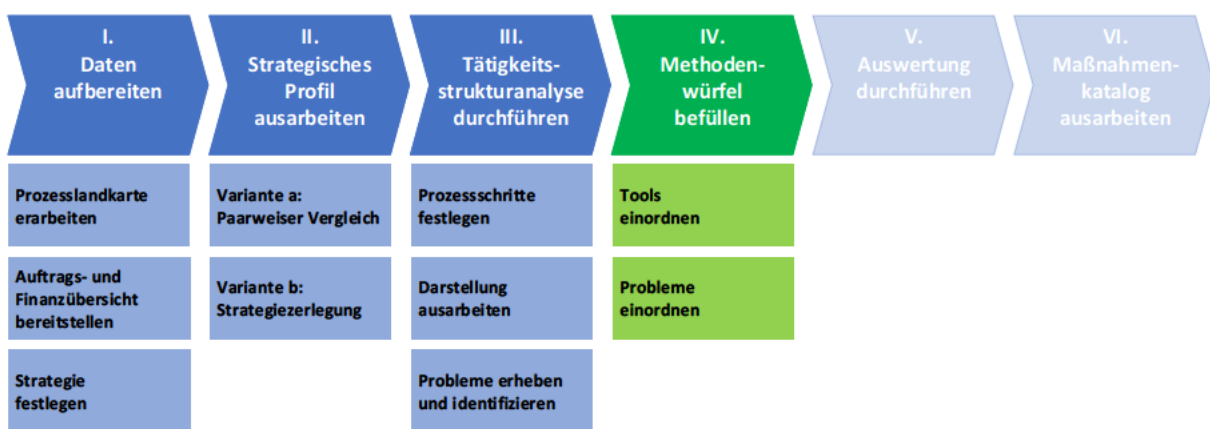 I.
Daten
aufbereiten
II.
Strategisches
Profil
ausarbeiten
III.
Tätigkeits-
strukturanalyse
durchführen
IV.
Methoden-
würfel
befüllen
V.
Auswertung
durchführen
VI.
Maßnahmen-
katalog
ausarbeiten
Prozesslandkarte
erarbeiten
Auftrags- und
Finanzübersicht
bereitstellen
Strategie
festlegen
Variante a:
Paarweiser Vergleich
Variante b:
Strategiezerlegung
Prozessschritte
festlegen
Darstellung
ausarbeiten
Probleme erheben
und identifizieren
Tools
einordnen
Probleme
einordnen